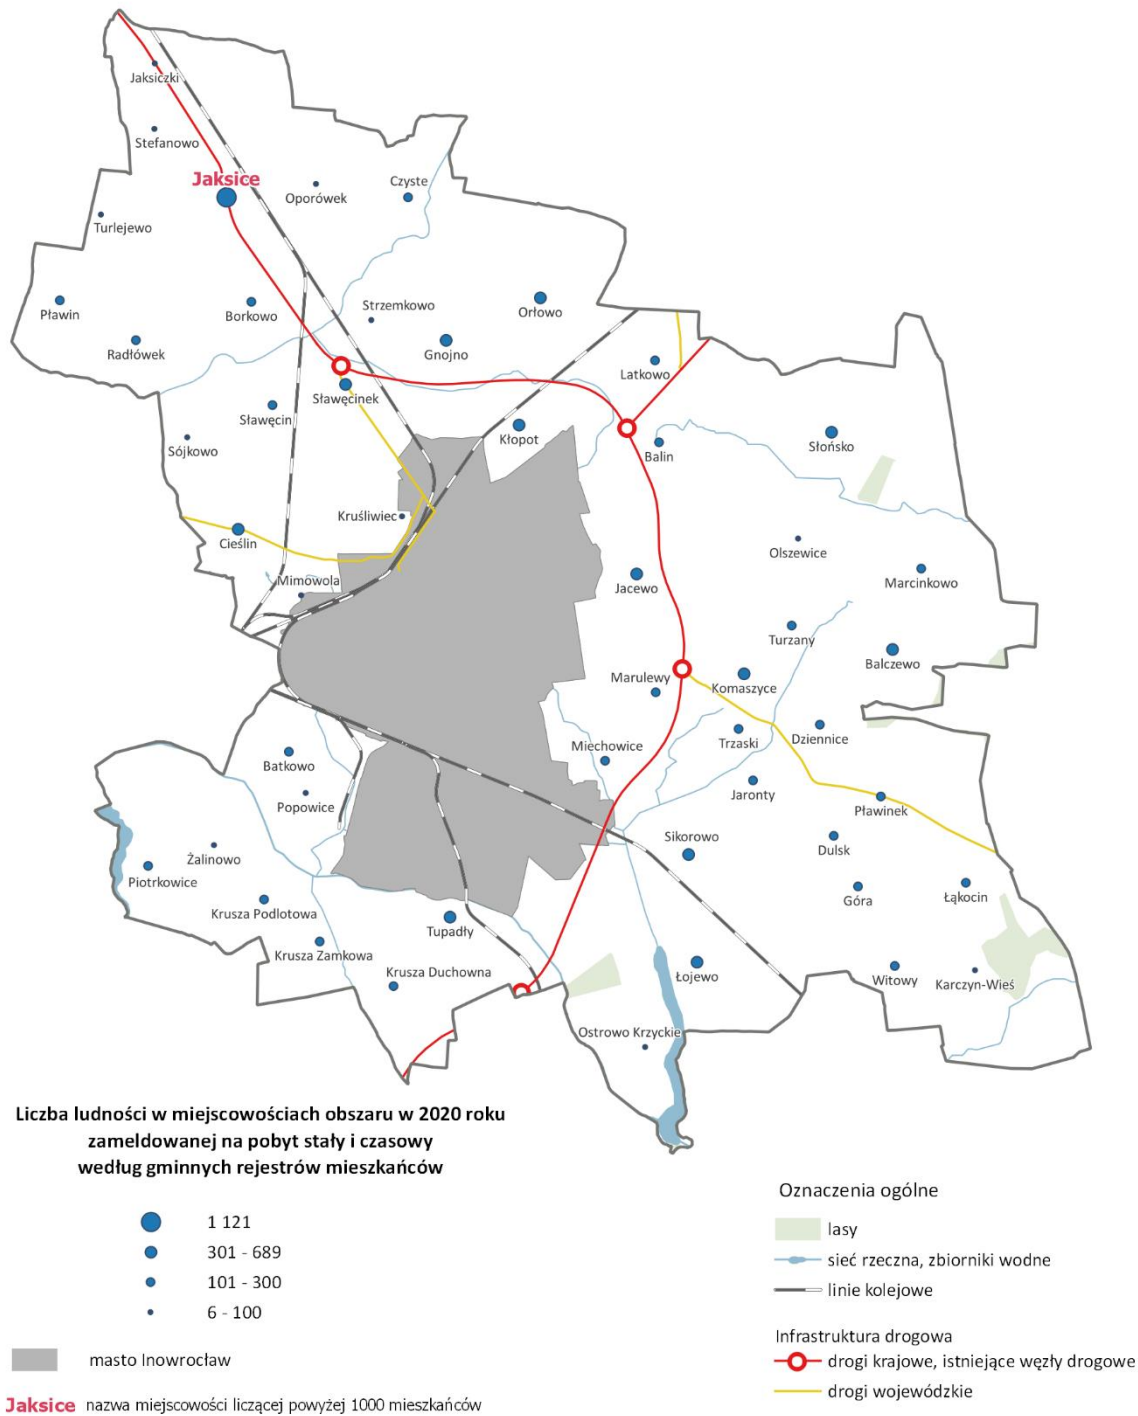 Jaksiczki
Stefanowo
Jaksice
Oporówek
Czyste
Turlejewo
Pławin
Borkowo
Strzemkowo
Orłowo
Radłówek
Gnojno
Latkowo
Sławęcinek
Sławęcin
Kłopot
Balin
Słońsko
Sójkowo
Kruśliwiec
Cieślin
Olszewice
Mimowola
Jacewo
Marcinkowo
Turzany
Balczewo
Marulewy
Komaszyce
Miechowice
Trzaski
Dziennice
Batkowo
Jaronty
Popowice
Pławinek
Sikorowo
Dulsk
Żalinowo
Piotrkowice
Góra
Łąkocin
Krusza Podlotowa
Tupadły
Krusza Zamkowa
Krusza Duchowna
Łojewo
Witowy
Karczyn-Wieś
Ostrowo Krzyckie
Liczba ludności w miejscowościach obszaru w 2020 roku
zameldowanej na pobyt stały i czasowy
według gminnych rejestrów mieszkańców
1 121
301 - 689
101 - 300
6 - 100
masto Inowrocław
Jaksice nazwa miejscowości liczącej powyżej 1000 mieszkańców
Oznaczenia ogólne
lasy
sieć rzeczna, zbiorniki wodne
linie kolejowe
Infrastruktura drogowa
drogi krajowe, istniejące węzły drogowe
drogi wojewódzkie